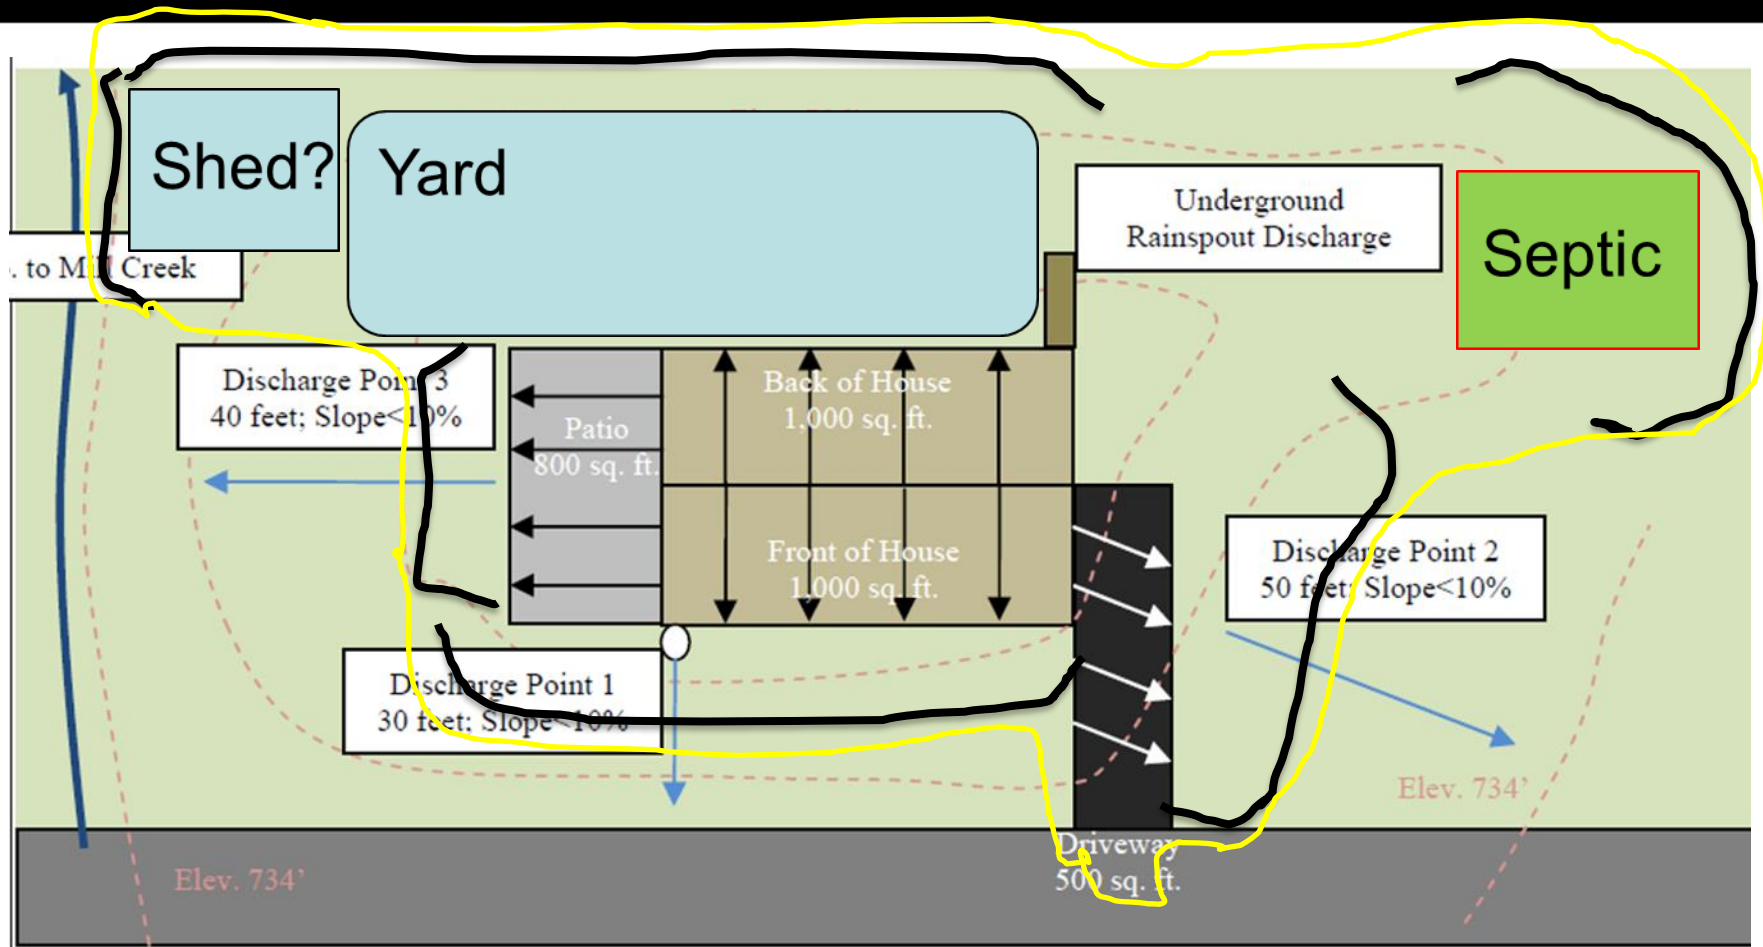 Shed?
Yard
Underground
Rainspout Discharge
Septic
. to Mill Creek
Discharge Point 3
40 feet; Slope<10%
Patio
800 sq. ft.
Back of House
1,000 sq. ft.
Front of House
1,000 sq. ft.
Discharge Point 2
50 feet; Slope<10%
Discharge Point 1
30 feet; Slope<10%
Elev. 734’
Driveway
500 sq. ft.
Elev. 734’